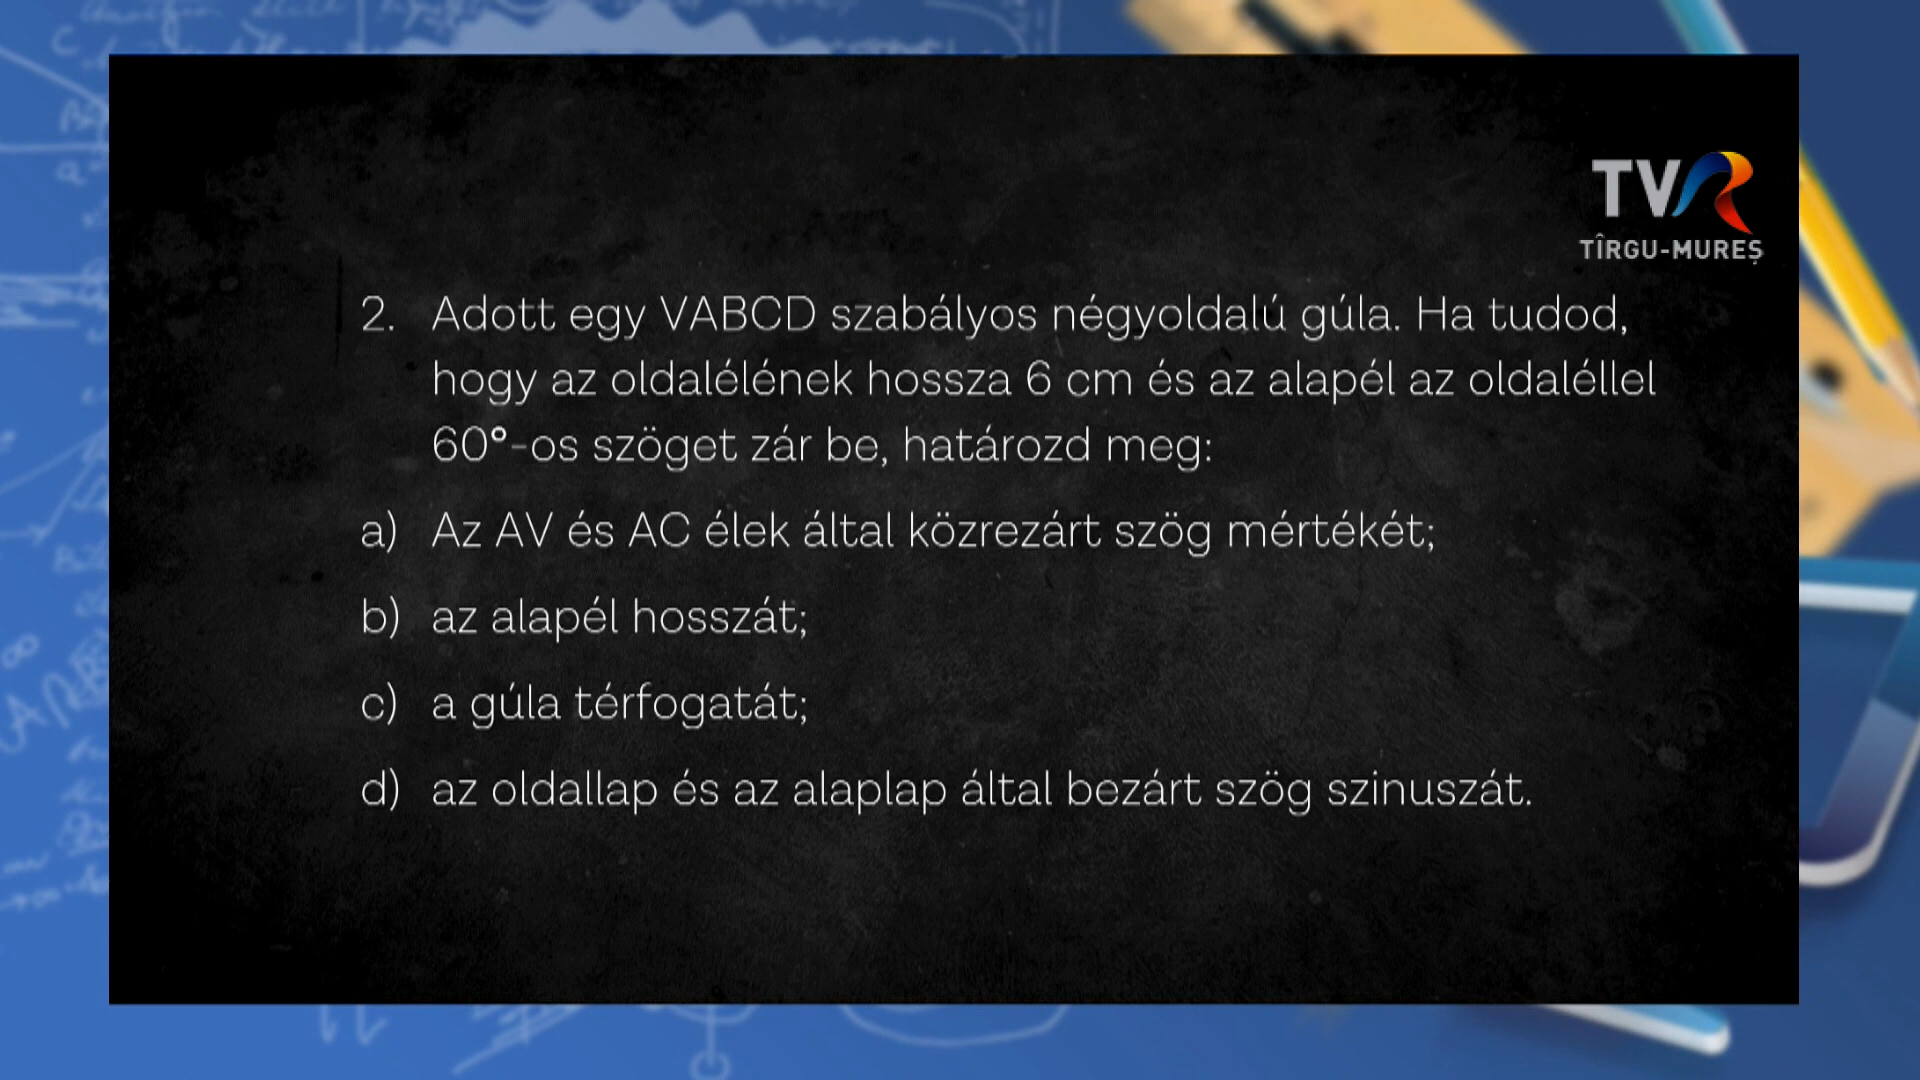 TVR
TÎRGU-MUREȘ
2. Adott egy VABCD szabályos négyoldalú gúla. Ha tudod,
hogy az oldalélének hossza 6 cm és az alapél az oldaléllel
60°-os szöget zár be, határozd meg:
a) Az AV és AC élek által közrezárt szög mértékét;
b) az alapél hosszát;
c) a gúla térfogatát;
d) az oldallap és az alaplap által bezárt szög szinuszát.